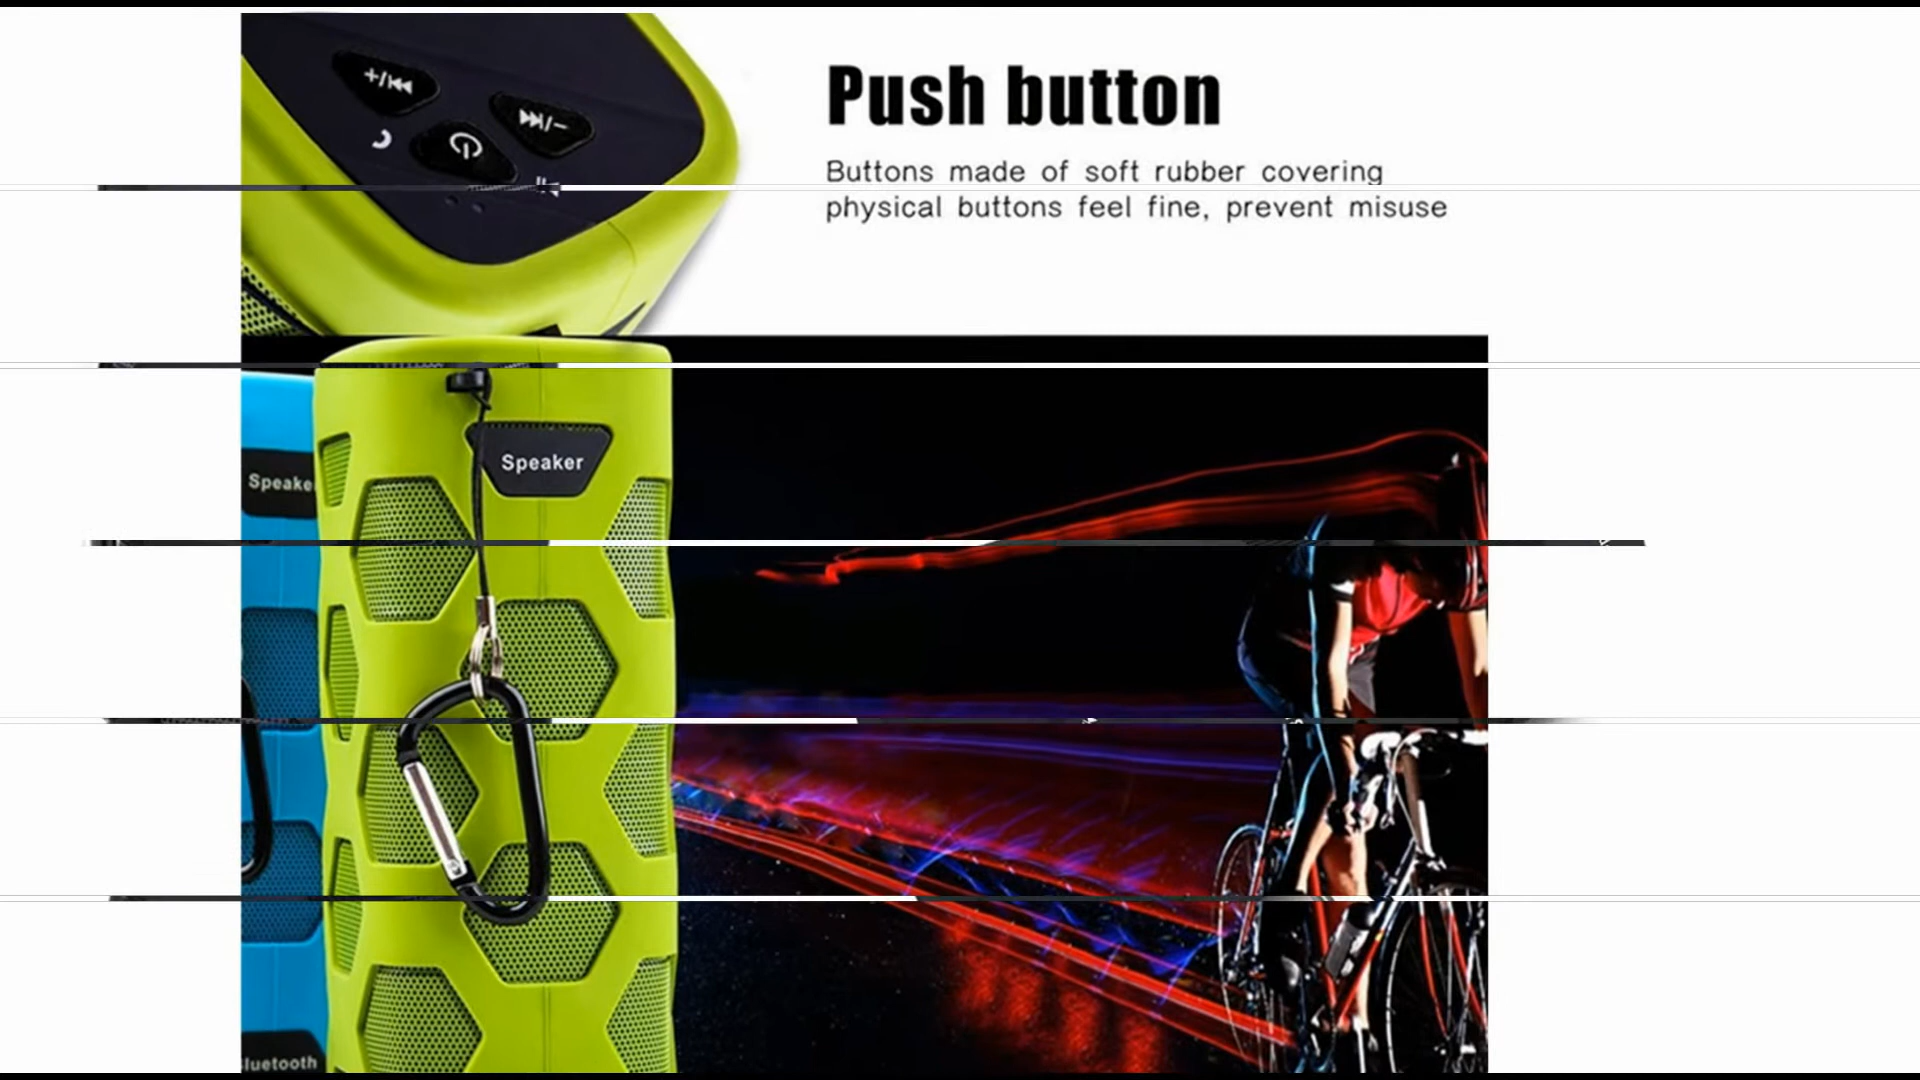 Push button
Buttons made of soft rubber covering
physical buttons feel fine, prevent misuse
Speaker
Speake
luetooth